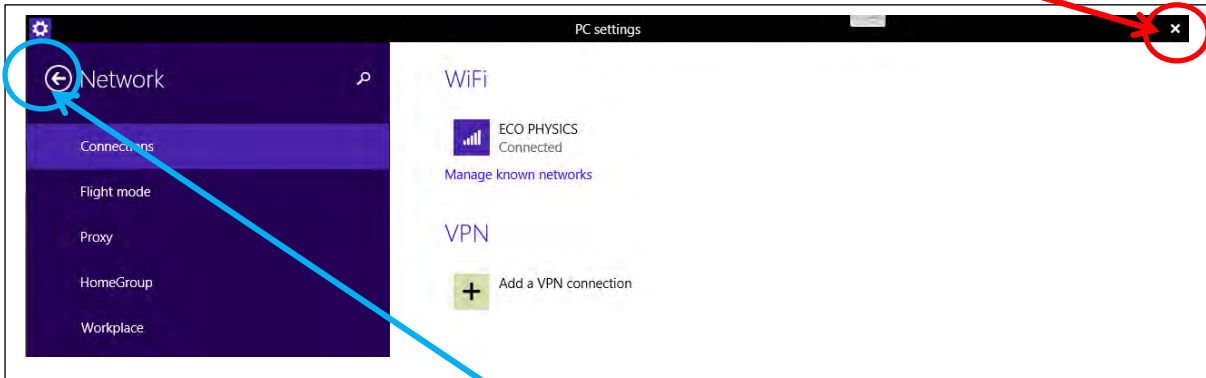 PC settings
Network
Connections
Flight mode
Proxy
HomeGroup
Workplace
WiFi
ECO PHYSICS
Connected
Manage known networks
VPN
Add a VPN connection